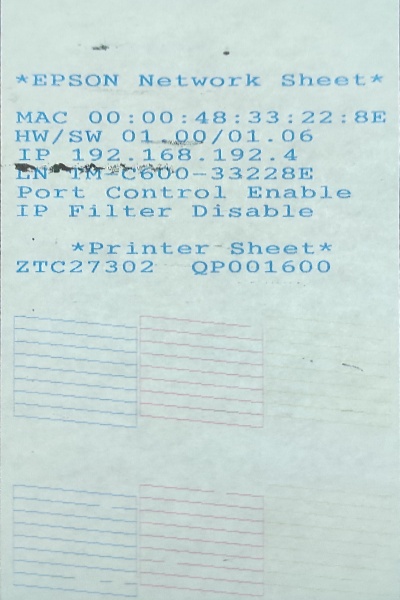 *EPSON Network Sheet*
MAC 00:00:48:33:22:8E
HW/SW 01.00/01.06
IP 192.168.192.4
LN TM-C600-33228E
Port Control Enable
IP Filter Disable
*Printer Sheet*
ZTC27302 QP001600